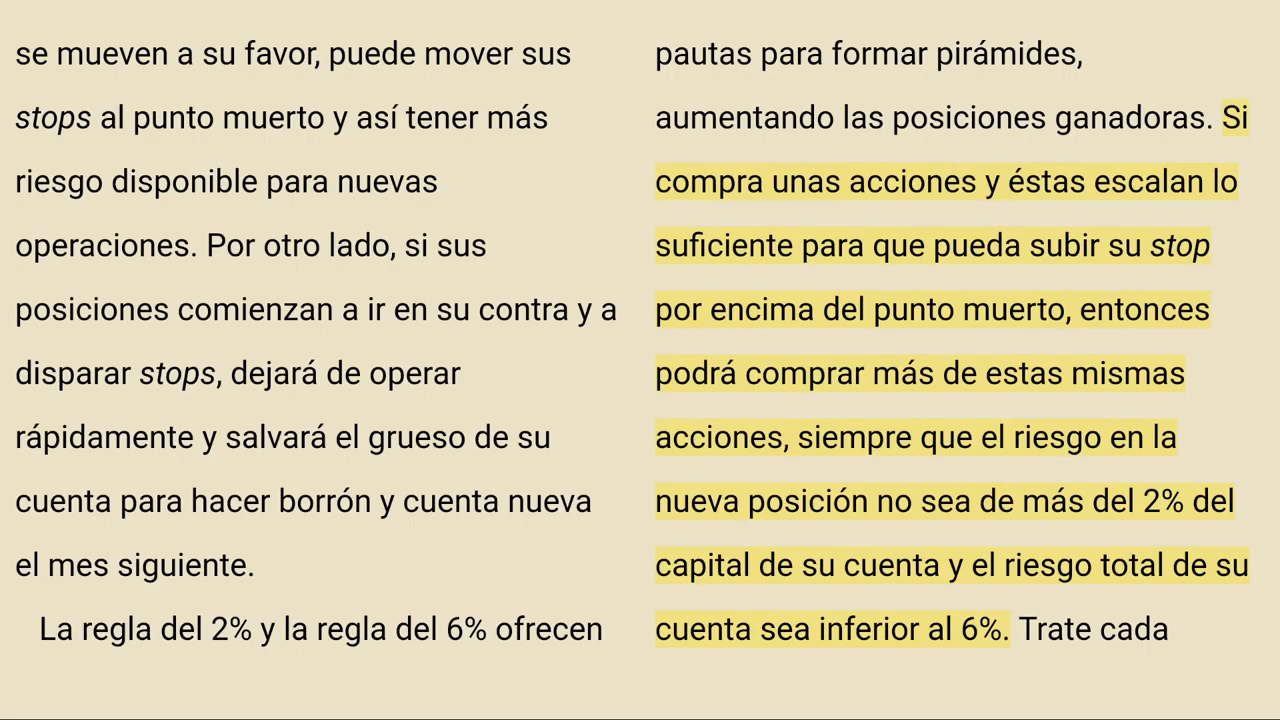 se mueven a su favor, puede mover sus
stops al punto muerto y así tener más
riesgo disponible para nuevas
operaciones. Por otro lado, si sus
posiciones comienzan a ir en su contra y a
disparar stops, dejará de operar
rápidamente y salvará el grueso de su
cuenta para hacer borrón y cuenta nueva
el mes siguiente.
La regla del 2% y la regla del 6% ofrecen
pautas para formar pirámides,
aumentando las posiciones ganadoras. Si
compra unas acciones y éstas escalan lo
suficiente para que pueda subir su stop
por encima del punto muerto, entonces
podrá comprar más de estas mismas
acciones, siempre que el riesgo en la
nueva posición no sea de más del 2% del
capital de su cuenta y el riesgo total de su
cuenta sea inferior al 6%. Trate cada